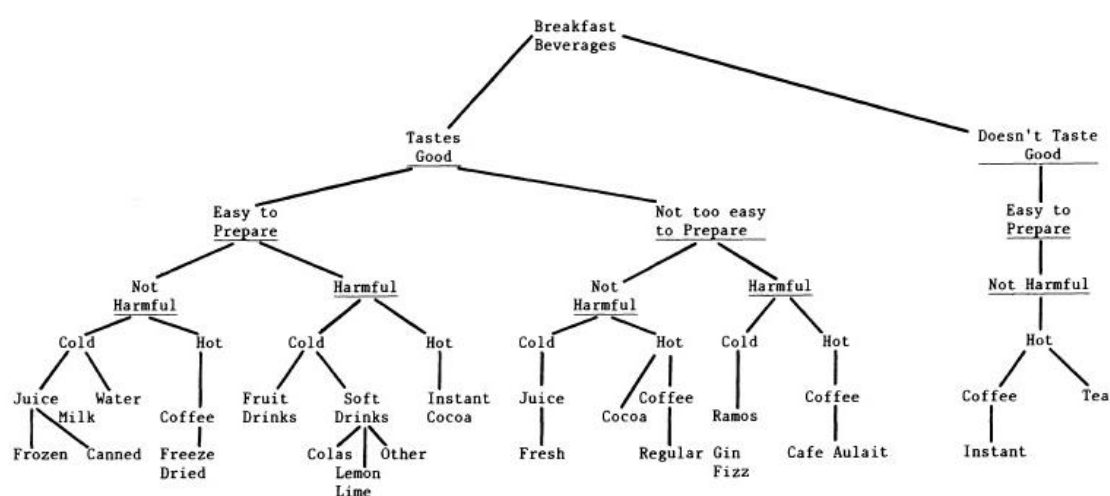 Breakfast
Beverages
Tastes
Good
Doesn't Taste
Good
Easy to
Prepare
Not too easy
to Prepare
Easy to
Prepare
Not
Harmful
Harmful
Not
Harmful
Harmful
Not Harmful
Cold
Hot
Cold
Hot
Cold
Hot
Cold
Hot
Hot
Juice
Milk
Water
Coffee
Fruit
Drinks
Soft
Drinks
Instant
Cocoa
Juice
Cocoa
Coffee
Ramos
Coffee
Coffee
Tea
Frozen
Canned
Freeze
Dried
Colas
Lemon
Lime
Other
Fresh
Regular
Gin
Fizz
Cafe Aulait
Instant